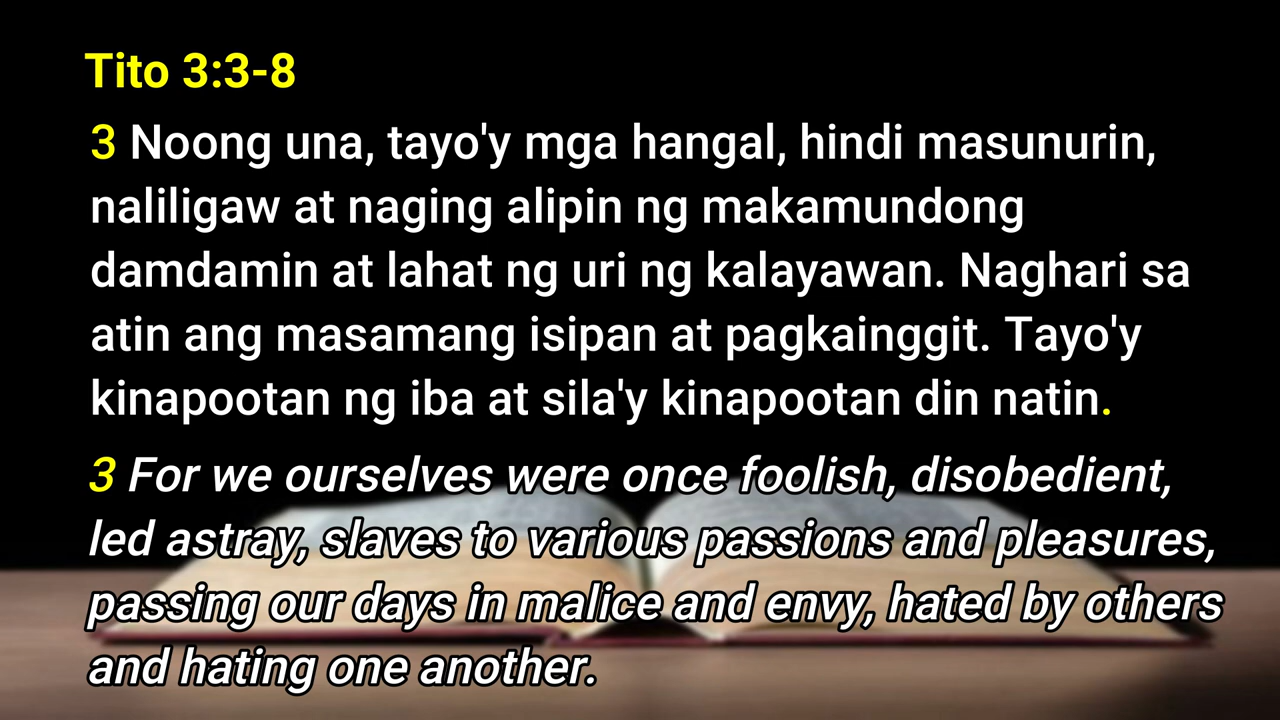 Tito 3:3-8
3 Noong una, tayo'y mga hangal, hindi masunurin,
naliligaw at naging alipin ng makamundong
damdamin at lahat ng uri ng kalayawan. Naghari sa
atin ang masamang isipan at pagkainggit. Tayo'y
kinapootan ng iba at sila'y kinapootan din natin.
3 For we ourselves were once foolish, disobedient,
led astray, slaves to various passions and pleasures,
passing our days in malice and envy, hated by others
and hating one another.